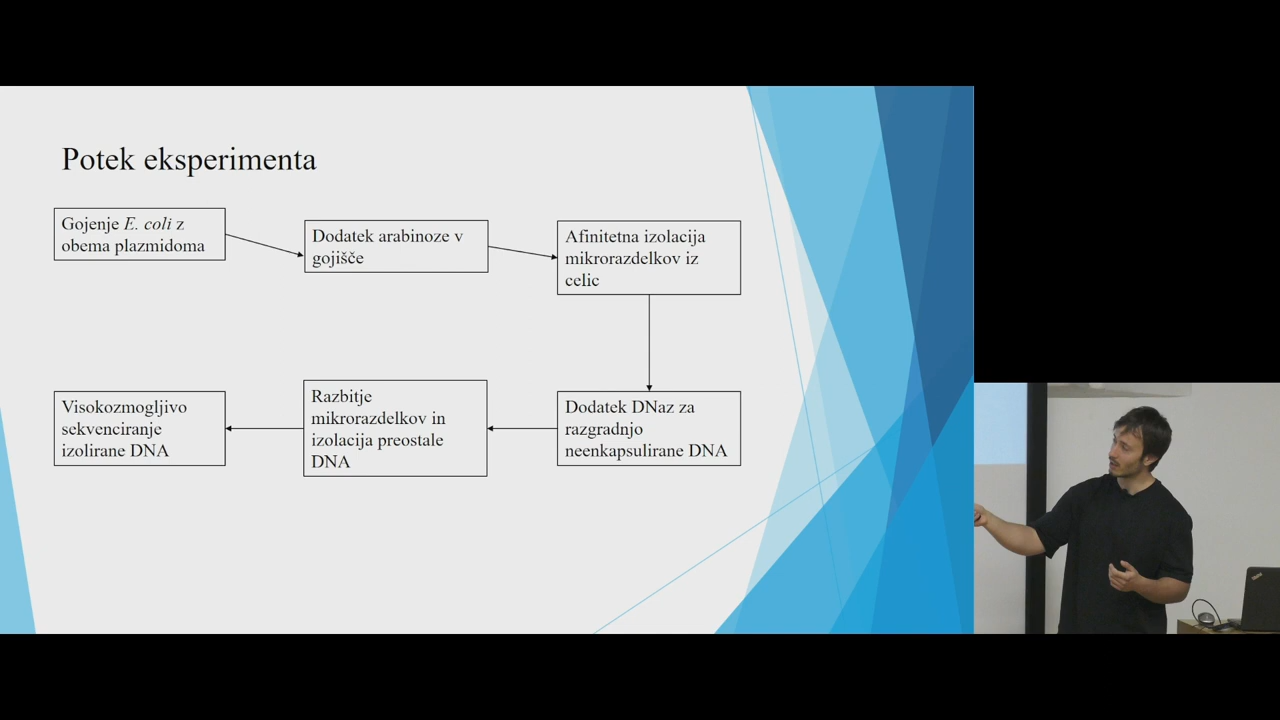 Potek eksperimenta
Gojenje E. coli z
obema plazmidoma
Dodatek arabinoze v
gojišče
Afinitetna izolacija
mikrorazdelkov iz
celic
Dodatek DNaz za
razgradnjo
neenkapsulirane DNA
Razbitje
mikrorazdelkov in
izolacija preostale
DNA
Visokozmogljivo
sekvenciranje
izolirane DNA